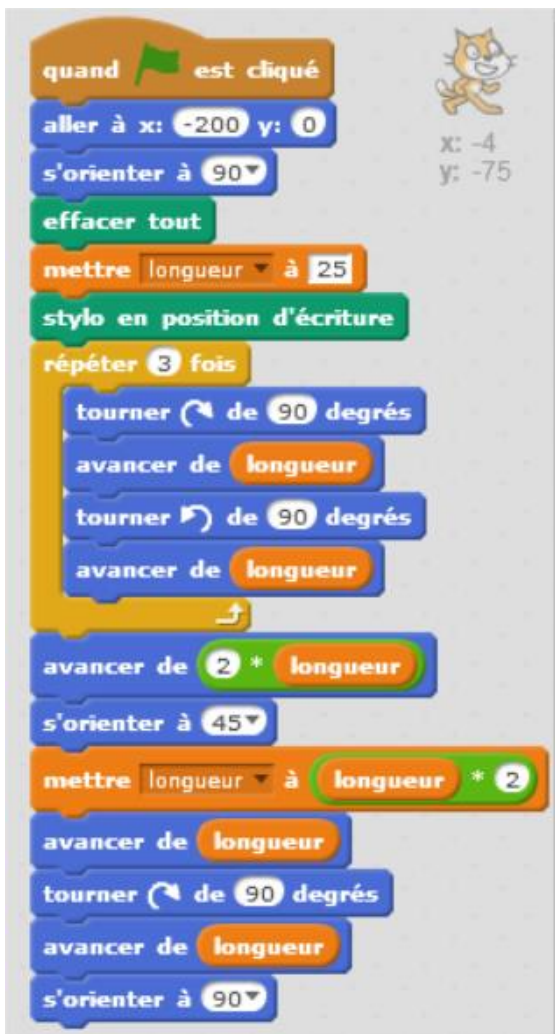 quand est cliqué
aller à x: -200 y: 0
s'orienter à 90
effacer tout
mettre longueur à 25
stylo en position d'écriture
répéter 3 fois
tourner de 90 degrés
avancer de longueur
tourner de 90 degrés
avancer de longueur
avancer de 2 * longueur
s'orienter à 45
mettre longueur à longueur * 2
avancer de longueur
tourner de 90 degrés
avancer de longueur
s'orienter à 90
x: -4
y: -75